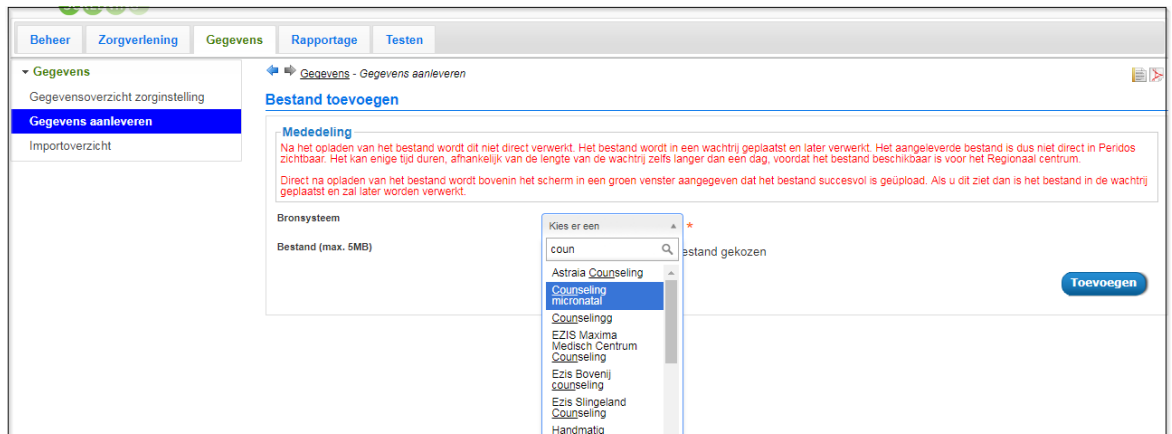 Beheer Zorgverlening Gegevens Rapportage Testen
Gegevens
Gegevensoverzicht zorginstelling
Gegevens aanleveren
Importoverzicht
Gegevens - Gegevens aanleveren
Bestand toevoegen
Mededeling
Na het opladen van het bestand wordt dit niet direct verwerkt. Het bestand wordt in een wachtrij geplaatst en later verwerkt. Het aangeleverde bestand is dus niet direct in Peridos
zichtbaar. Het kan enige tijd duren, afhankelijk van de lengte van de wachtrij zelfs langer dan een dag, voordat het bestand beschikbaar is voor het Regionaal centrum.
Direct na opladen van het bestand wordt bovenin het scherm in een groen venster aangegeven dat het bestand succesvol is geüpload. Als u dit ziet dan is het bestand in de wachtrij
geplaatst en zal later worden verwerkt.
Bronsysteem
Kies er een *
Bestand (max. 5MB)
coun
estand gekozen
Astraia Counseling
Counseling
micronatal
Counselingg
EZIS Maxima
Medisch Centrum
Counseling
Ezis Bovenij
counseling
Ezis Slingeland
Counseling
Handmatig
Toevoegen